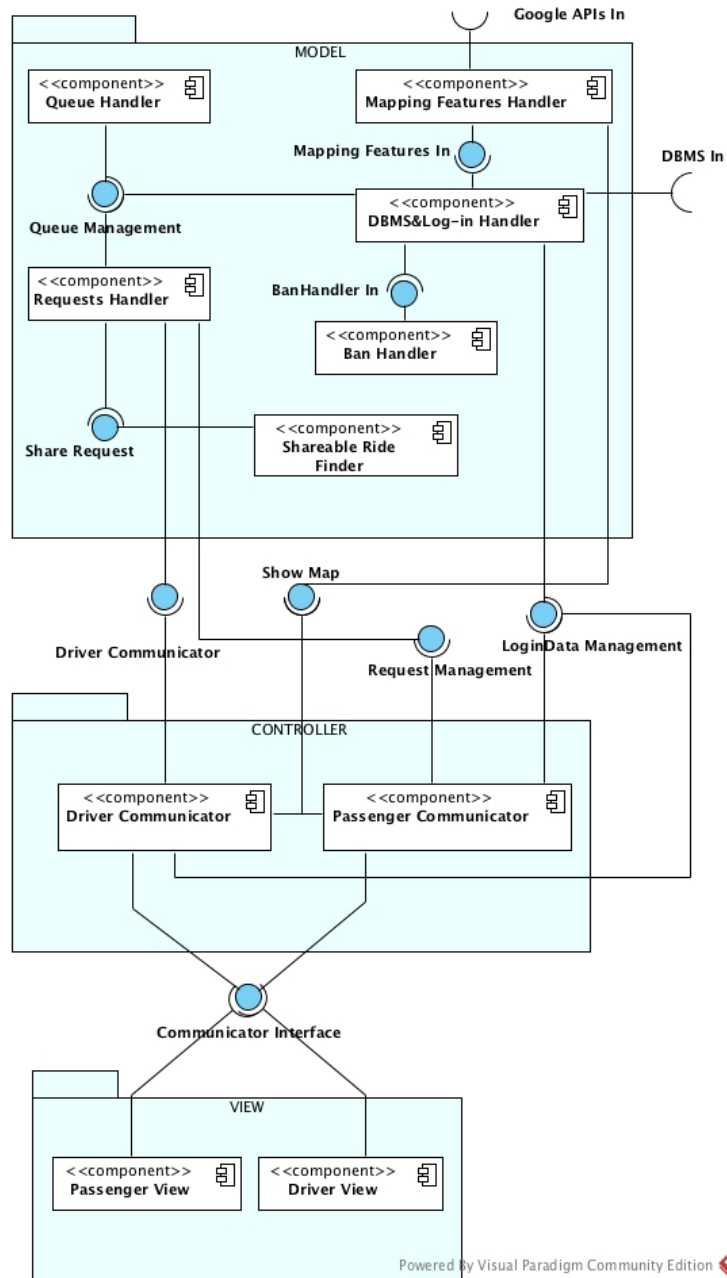 Google APIs In
MODEL
<<component>>
Queue Handler
<<component>>
Mapping Features Handler
Mapping Features In
DBMS In
<<component>>
DBMS&Log-in Handler
Queue Management
<<component>>
Requests Handler
BanHandler In
<<component>>
Ban Handler
<<component>>
Shareable Ride
Finder
Share Request
Show Map
Driver Communicator
LoginData Management
Request Management
CONTROLLER
<<component>>
Driver Communicator
<<component>>
Passenger Communicator
Communicator Interface
VIEW
<<component>>
Passenger View
<<component>>
Driver View
Powered By Visual Paradigm Community Edition